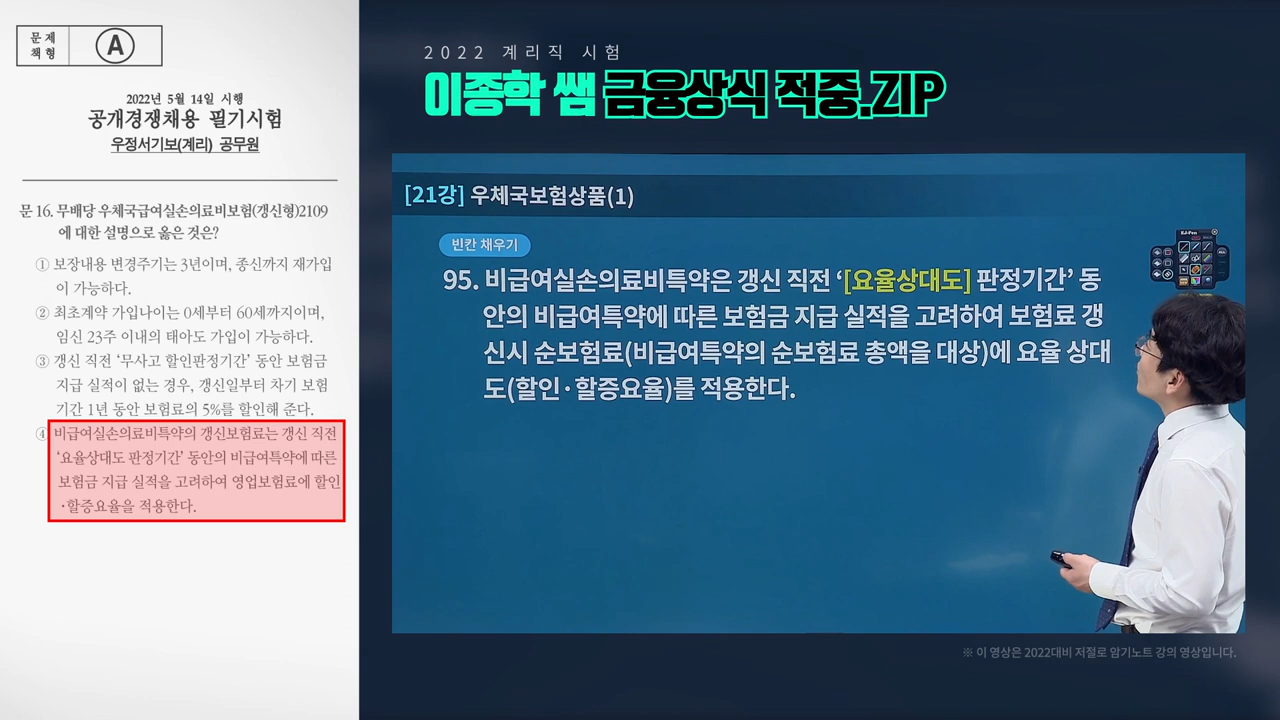 문 제
책 형
A
2022년 5월 14일 시행
공개경쟁채용 필기시험
우정서기보(계리) 공무원
문 16. 무배당 우체국급여실손의료비보험(갱신형)2109
에 대한 설명으로 옳은 것은?
① 보장내용 변경주기는 3년이며, 종신까지 재가입
이 가능하다.
② 최초계약 가입나이는 0세부터 60세까지이며,
임신 23주 이내의 태아도 가입이 가능하다.
③ 갱신 직전 ‘무사고 할인판정기간’ 동안 보험금
지급 실적이 없는 경우, 갱신일부터 차기 보험
기간 1년 동안 보험료의 5%를 할인해 준다.
④ 비급여실손의료비특약의 갱신보험료는 갱신 직전
‘요율상대도 판정기간’ 동안의 비급여특약에 따른
보험금 지급 실적을 고려하여 영업보험료에 할인
·할증요율을 적용한다.
2022 계리직 시험
이종학 쌤 금융상식 적중.ZIP
[21강] 우체국보험상품(1)
빈칸 채우기
95. 비급여실손의료비특약은 갱신 직전 ‘[요율상대도] 판정기간’ 동
안의 비급여특약에 따른 보험금 지급 실적을 고려하여 보험료 갱
신시 순보험료(비급여특약의 순보험료 총액을 대상)에 요율 상대
도(할인·할증요율)를 적용한다.
※ 이 영상은 2022대비 저절로 암기노트 강의 영상입니다.